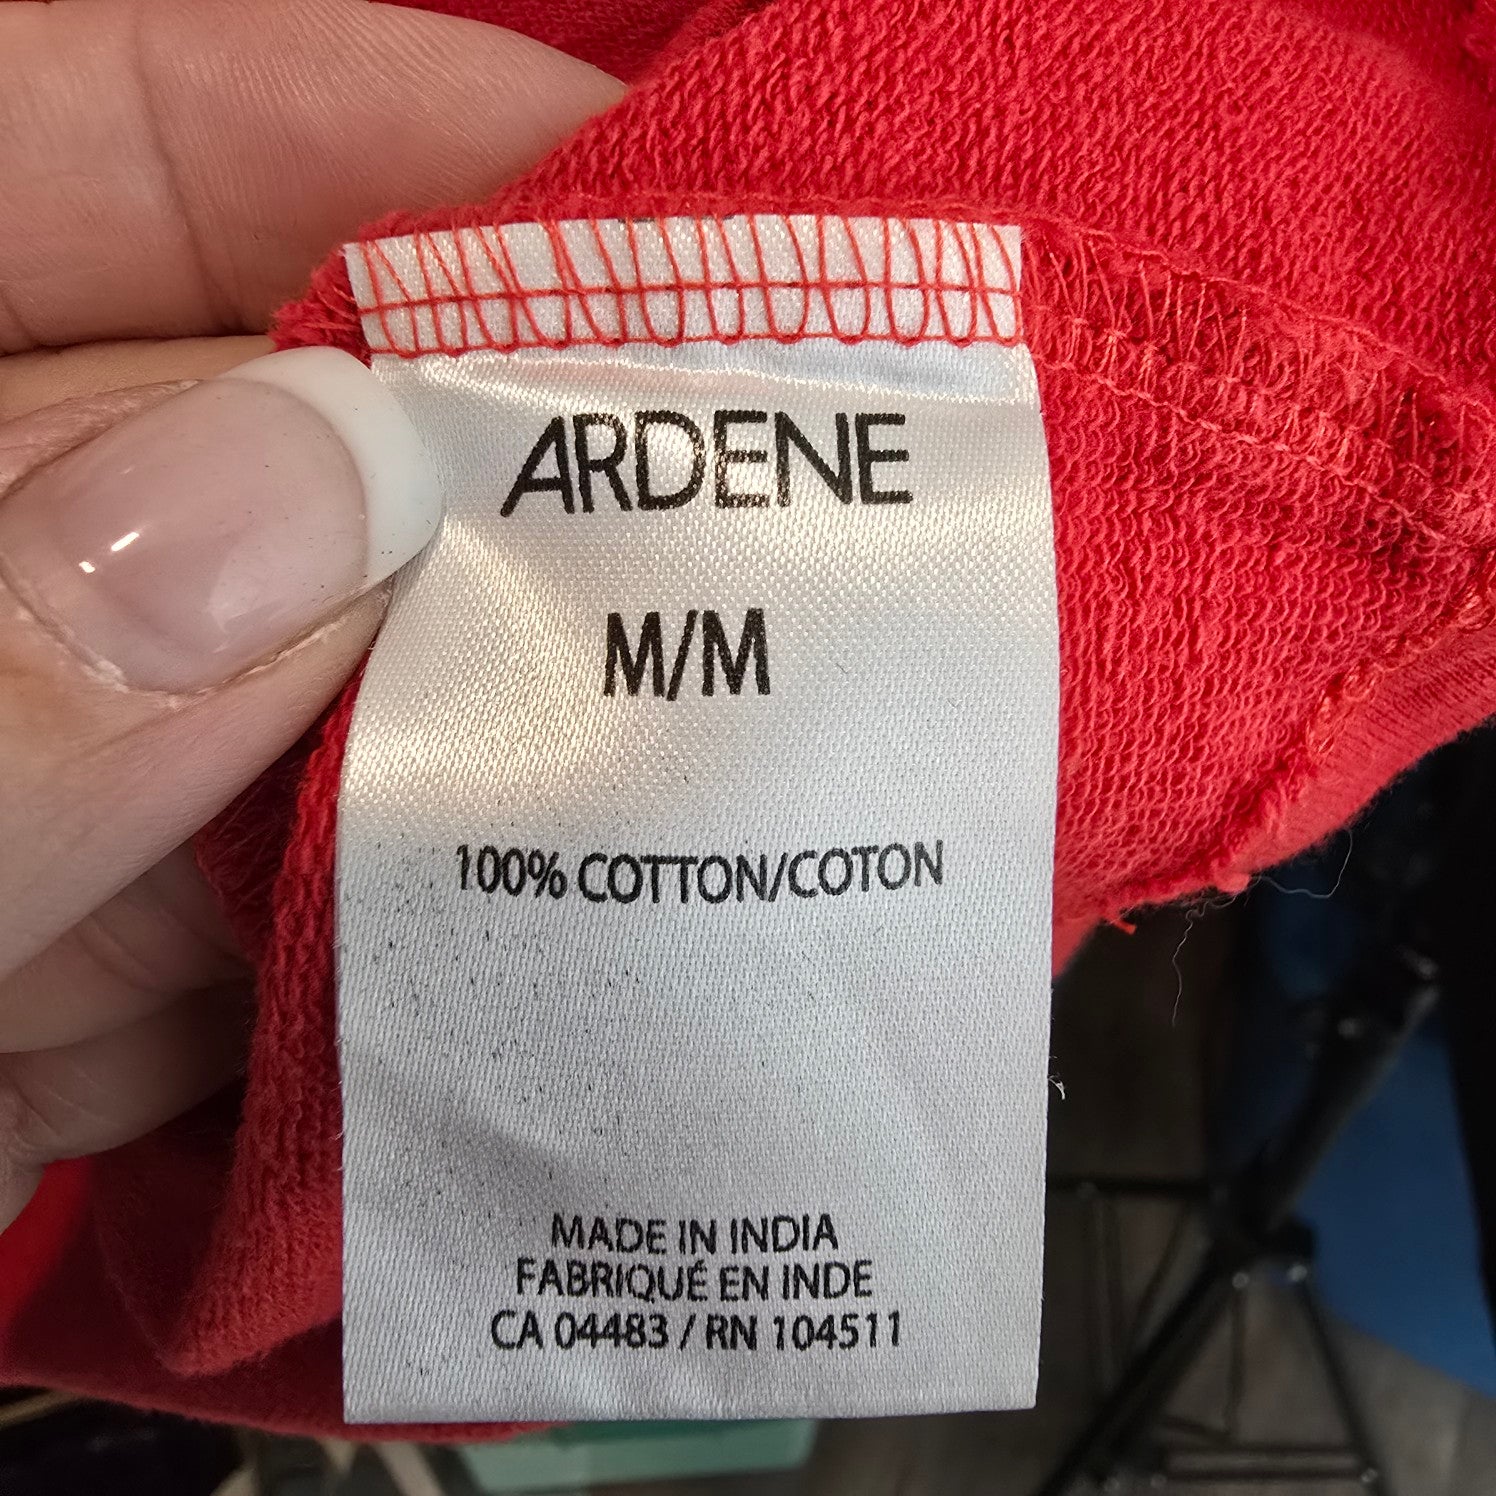 ARDENE
M/M
100% COTTON/COTON
MADE IN INDIA
FABRIQUÉ EN INDE
CA 04483 / RN 104511